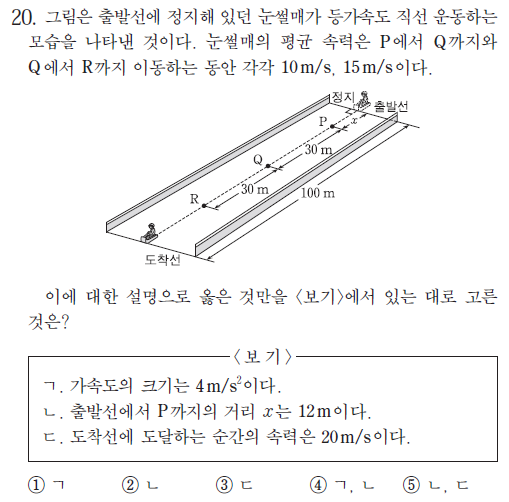 20. 그림은 출발선에 정지해 있던 눈썰매가 등가속도 직선 운동하는
모습을 나타낸 것이다. 눈썰매의 평균 속력은 P에서 Q까지와
Q에서 R까지 이동하는 동안 각각 10 m/s, 15 m/s이다.
정지
출발선
P
x
30 m
Q
30 m
100 m
R
도착선
이에 대한 설명으로 옳은 것만을 <보기>에서 있는 대로 고른
것은?
<보 기>
ㄱ. 가속도의 크기는 4 m/s²이다.
ㄴ. 출발선에서 P까지의 거리 x는 12 m이다.
ㄷ. 도착선에 도달하는 순간의 속력은 20 m/s이다.
① ㄱ ② ㄴ ③ ㄷ ④ ㄱ, ㄴ ⑤ ㄴ, ㄷ